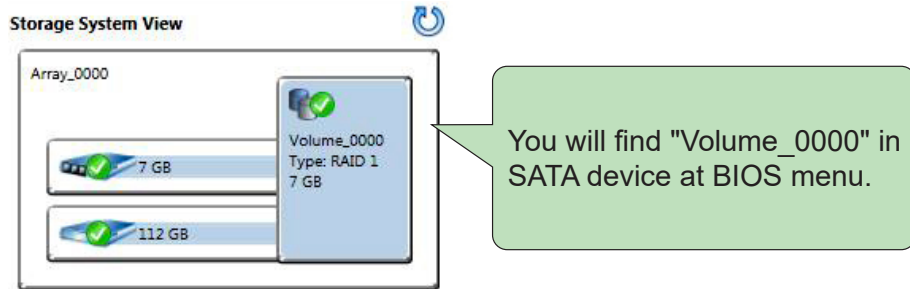 Storage System View
Array_0000
Volume_0000
Type: RAID 1
7 GB
7 GB
112 GB
You will find "Volume_0000" in
SATA device at BIOS menu.